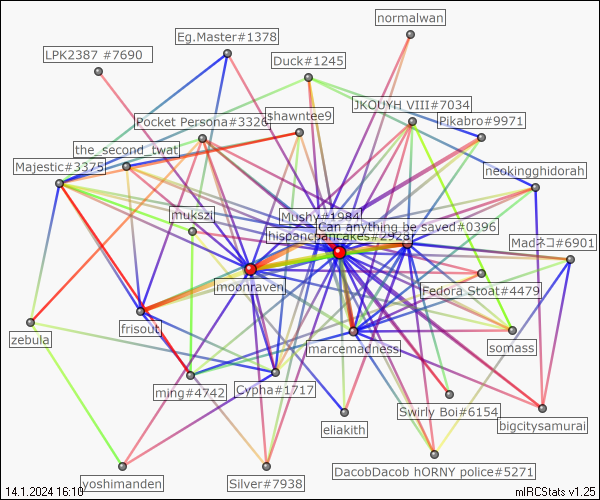 normalwan
Eg.Master#1378
LPK2387 #7690
Duck#1245
JKOUYH VIII#7034
shawntee9
Pocket Persona#3326
Pikabro#9971
the_second_twat
Majestic#3375
neokingghidorah
mukszi
Mushy#1984
Can anything be saved#0396
hispanicpancakes#2928
Madネコ#6901
moonraven
Fedora Stoat#4479
zebula
frisout
marcemadness
somass
ming#4742
Cypha#1717
Swirly Boi#6154
eliakith
bigcitysamurai
DacobDacob hORNY police#5271
yoshimanden
Silver#7938
14.1.2024 16:10
mIRCStats v1.25